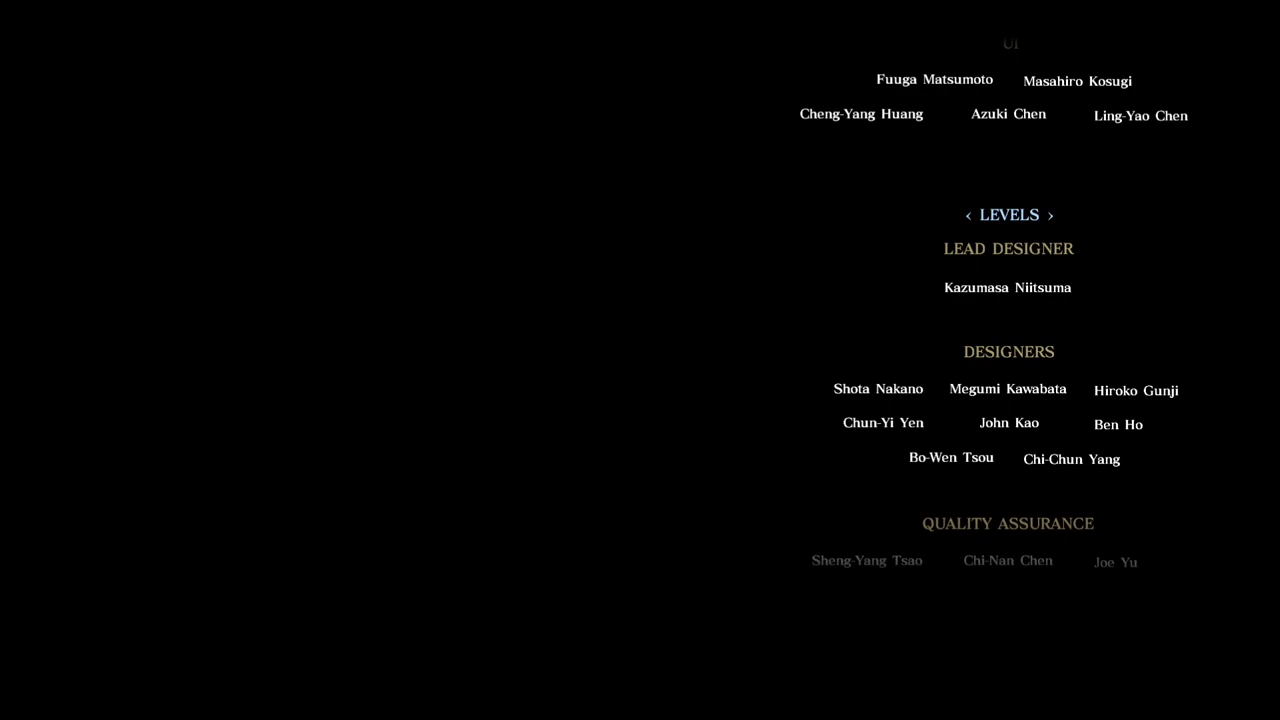 UI
Fuuga Matsumoto Masahiro Kosugi
Cheng-Yang Huang Azuki Chen Ling-Yao Chen
‹ LEVELS ›
LEAD DESIGNER
Kazumasa Niitsuma
DESIGNERS
Shota Nakano Megumi Kawabata Hiroko Gunji
Chun-Yi Yen John Kao Ben Ho
Bo-Wen Tsou Chi-Chun Yang
QUALITY ASSURANCE
Sheng-Yang Tsao Chi-Nan Chen Joe Yu